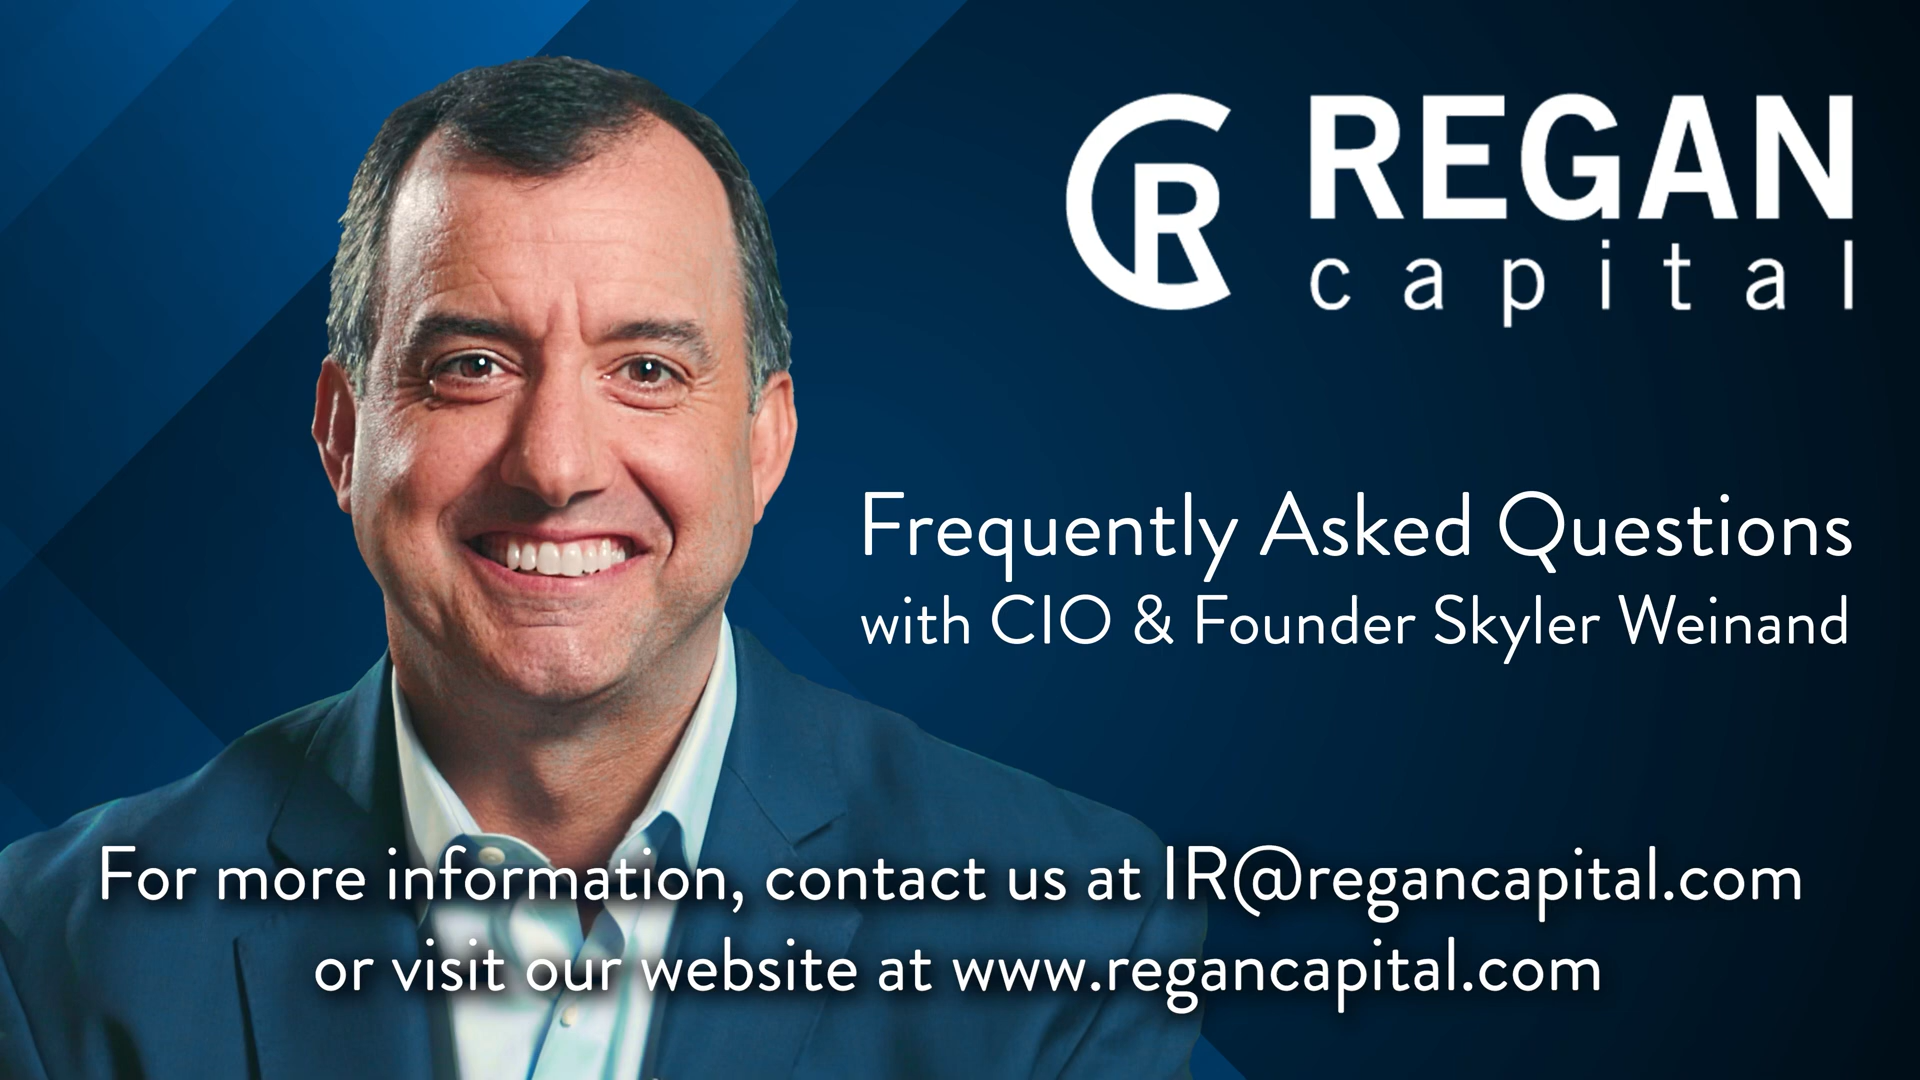 CR REGAN
capital
Frequently Asked Questions
with CIO & Founder Skyler Weinand
For more information, contact us at IR@regancapital.com
or visit our website at www.regancapital.com